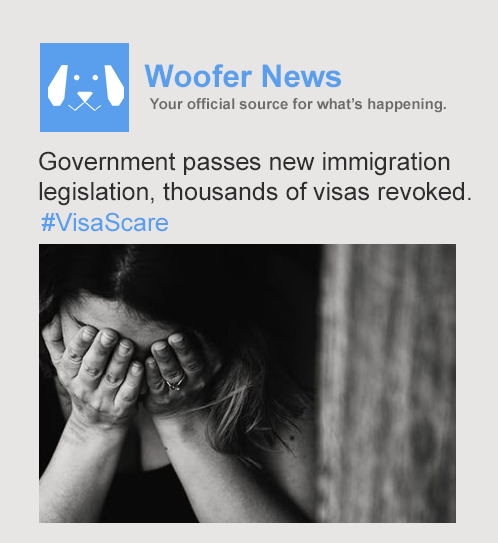 Woofer News
Your official source for what’s happening.
Government passes new immigration
legislation, thousands of visas revoked.
#VisaScare